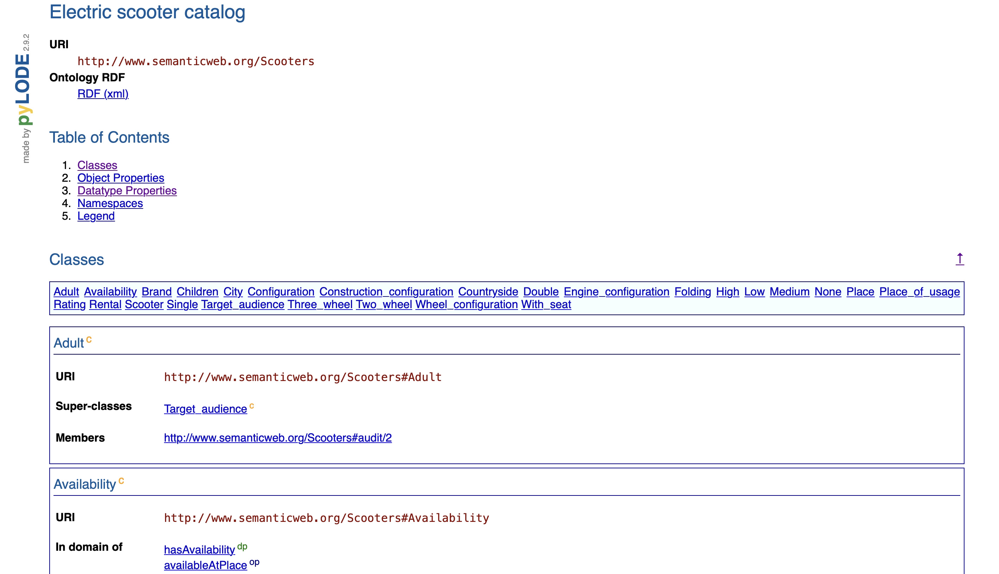 Electric scooter catalog
made by pyLODE 2.9.2
URI
http://www.semanticweb.org/Scooters
Ontology RDF
RDF (xml)
Table of Contents
1. Classes
2. Object Properties
3. Datatype Properties
4. Namespaces
5. Legend
Classes ↑
Adult Availability Brand Children City Configuration Construction_configuration Countryside Double Engine_configuration Folding High Low Medium None Place Place_of_usage
Rating Rental Scooter Single Target_audience Three_wheel Two_wheel Wheel_configuration With_seat
Adult c
URI http://www.semanticweb.org/Scooters#Adult
Super-classes Target_audience c
Members http://www.semanticweb.org/Scooters#audit/2
Availability c
URI http://www.semanticweb.org/Scooters#Availability
In domain of hasAvailability dp
availableAtPlace op